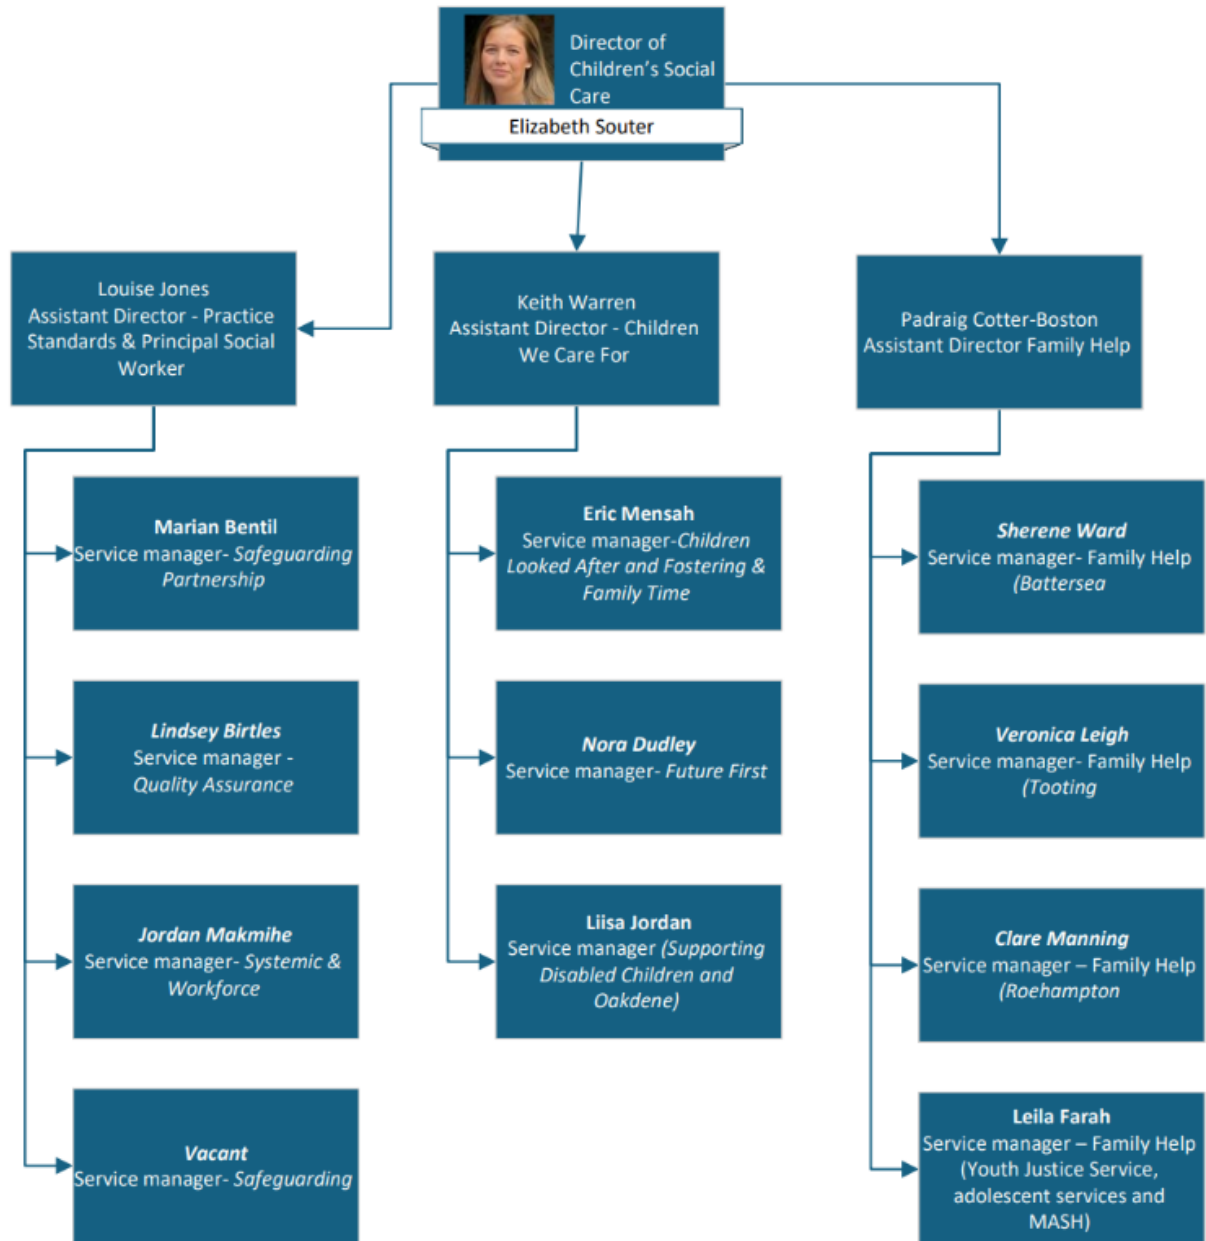 Director of
Children's Social
Care
Elizabeth Souter
Louise Jones
Assistant Director - Practice
Standards & Principal Social
Worker
Keith Warren
Assistant Director - Children
We Care For
Padraig Cotter-Boston
Assistant Director Family Help
Marian Bentil
Service manager- Safeguarding
Partnership
Lindsey Birtles
Service manager -
Quality Assurance
Jordan Makmihe
Service manager- Systemic &
Workforce
Vacant
Service manager- Safeguarding
Eric Mensah
Service manager-Children
Looked After and Fostering &
Family Time
Nora Dudley
Service manager- Future First
Liisa Jordan
Service manager (Supporting
Disabled Children and
Oakdene)
Sherene Ward
Service manager- Family Help
(Battersea
Veronica Leigh
Service manager- Family Help
(Tooting
Clare Manning
Service manager – Family Help
(Roehampton
Leila Farah
Service manager – Family Help
(Youth Justice Service,
adolescent services and
MASH)